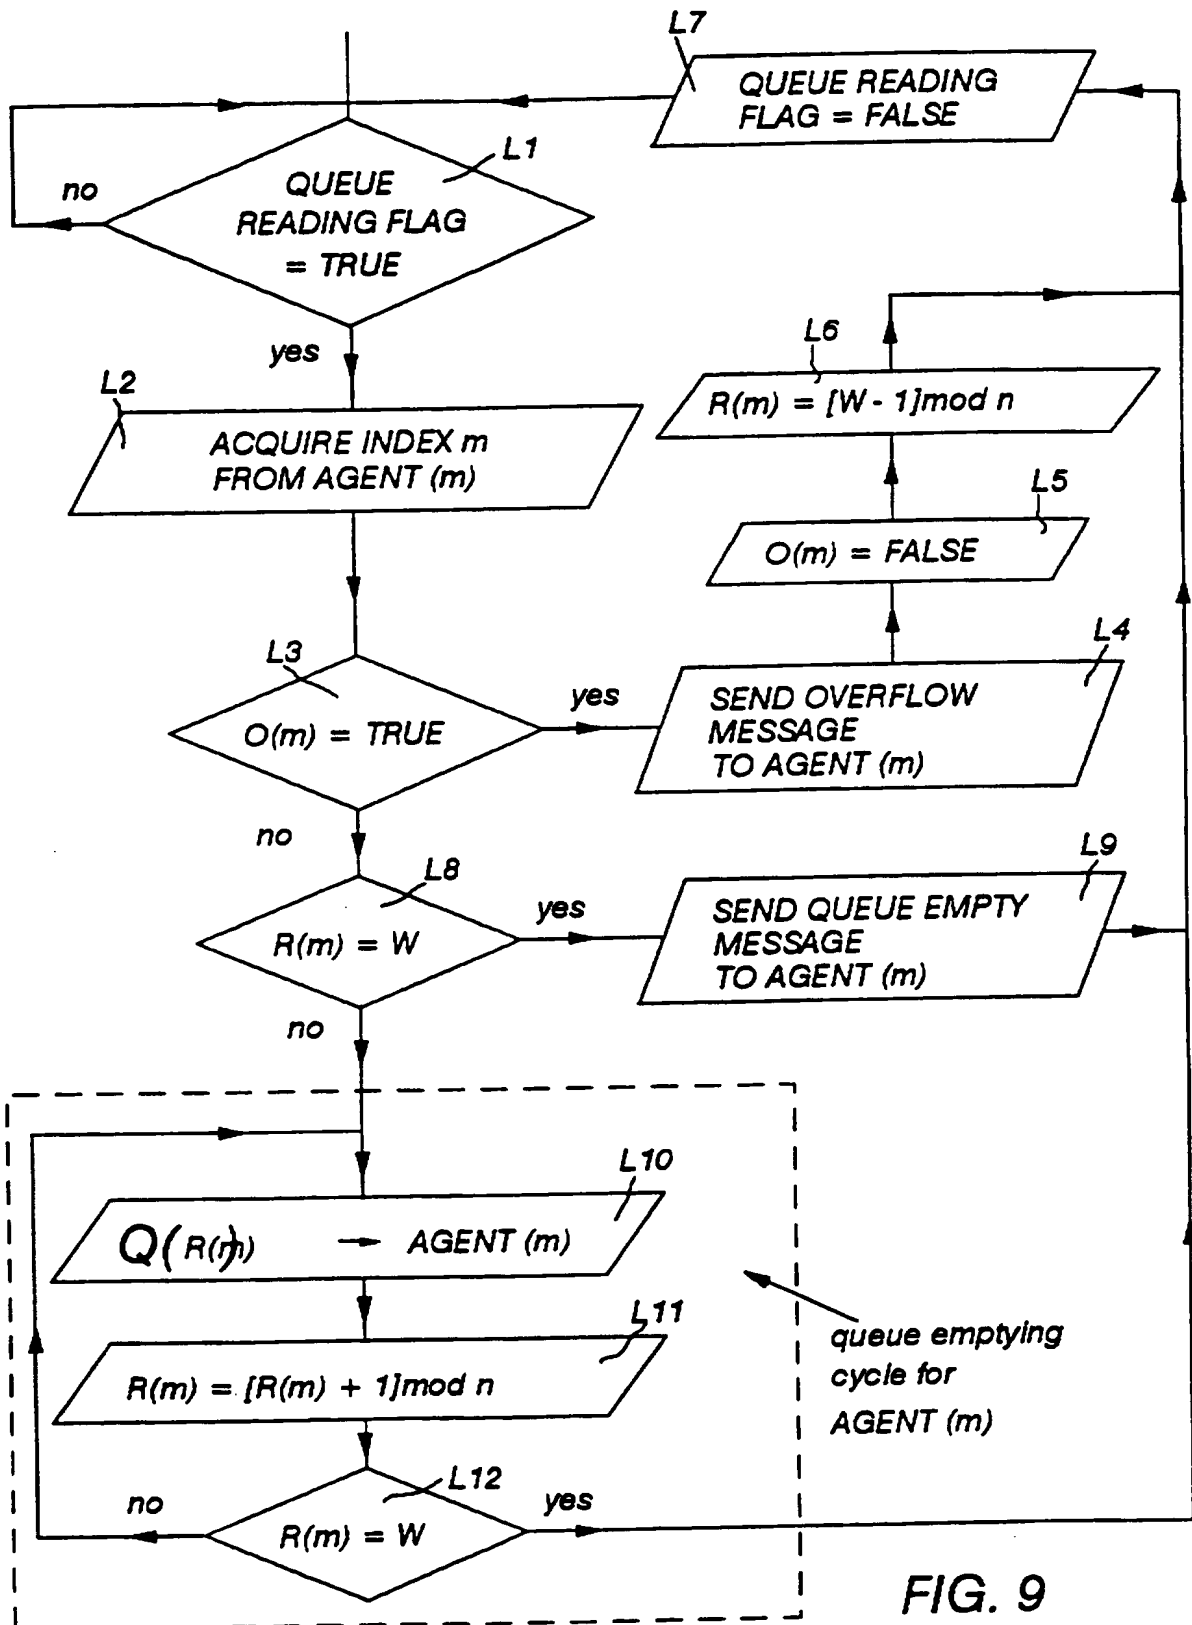 L7
QUEUE READING
FLAG = FALSE
L1
no
QUEUE
READING FLAG
= TRUE
yes
L6
R(m) = [W - 1]mod n
L2
ACQUIRE INDEX m
FROM AGENT (m)
L5
O(m) = FALSE
L3
O(m) = TRUE
yes
L4
SEND OVERFLOW
MESSAGE
TO AGENT (m)
no
L8
R(m) = W
yes
L9
SEND QUEUE EMPTY
MESSAGE
TO AGENT (m)
no
L10
Q(R(m)) → AGENT (m)
L11
R(m) = [R(m) + 1]mod n
queue emptying
cycle for
AGENT (m)
L12
no
R(m) = W
yes
FIG. 9